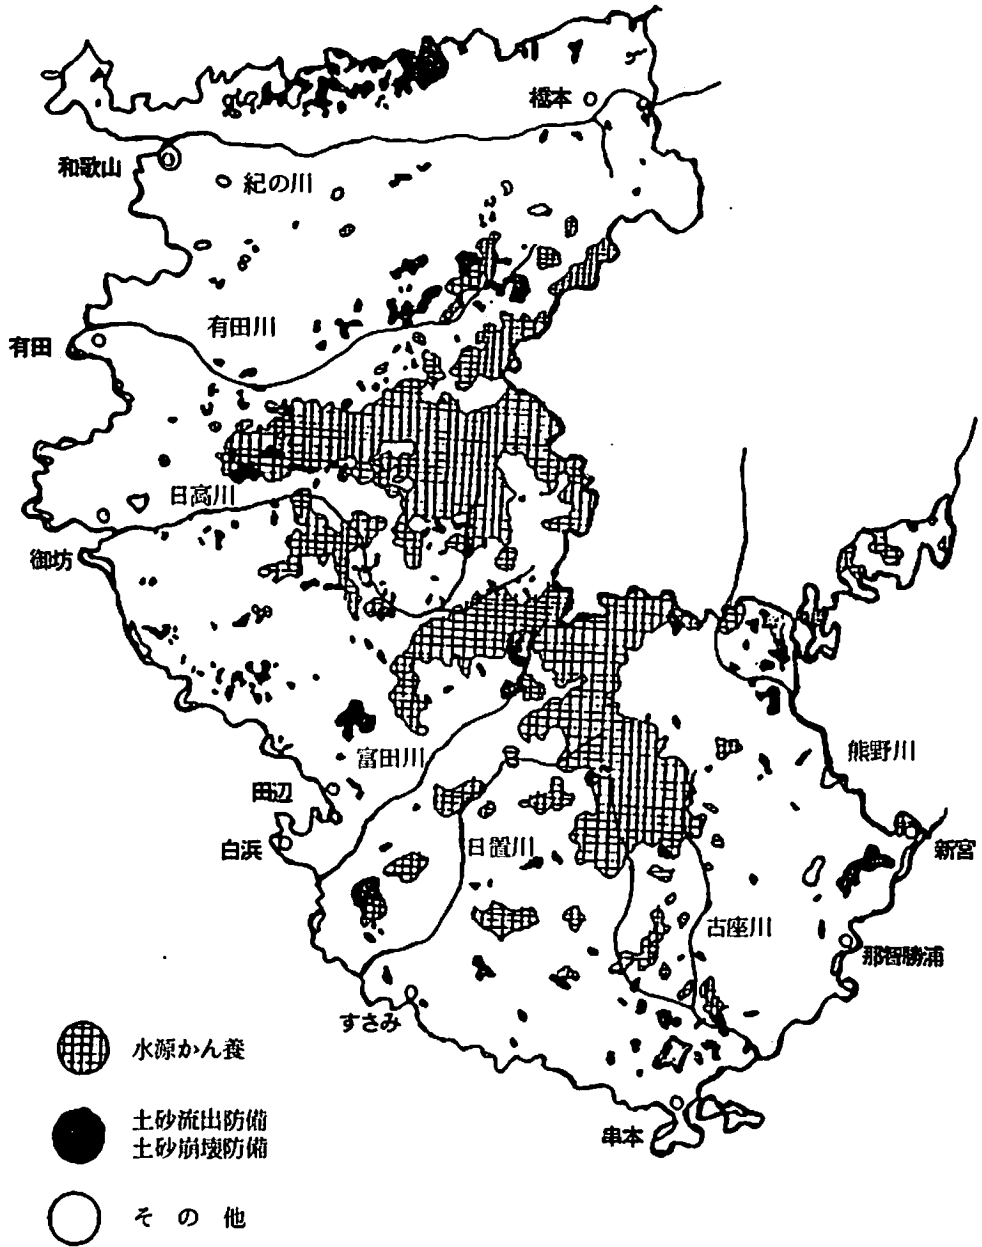 橋本
和歌山
紀の川
有田川
有田
日高川
御坊
富田川
熊野川
田辺
白浜
日置川
新宮
古座川
那智勝浦
すさみ
水源かん養
土砂流出防備
土砂崩壊防備
串本
その他